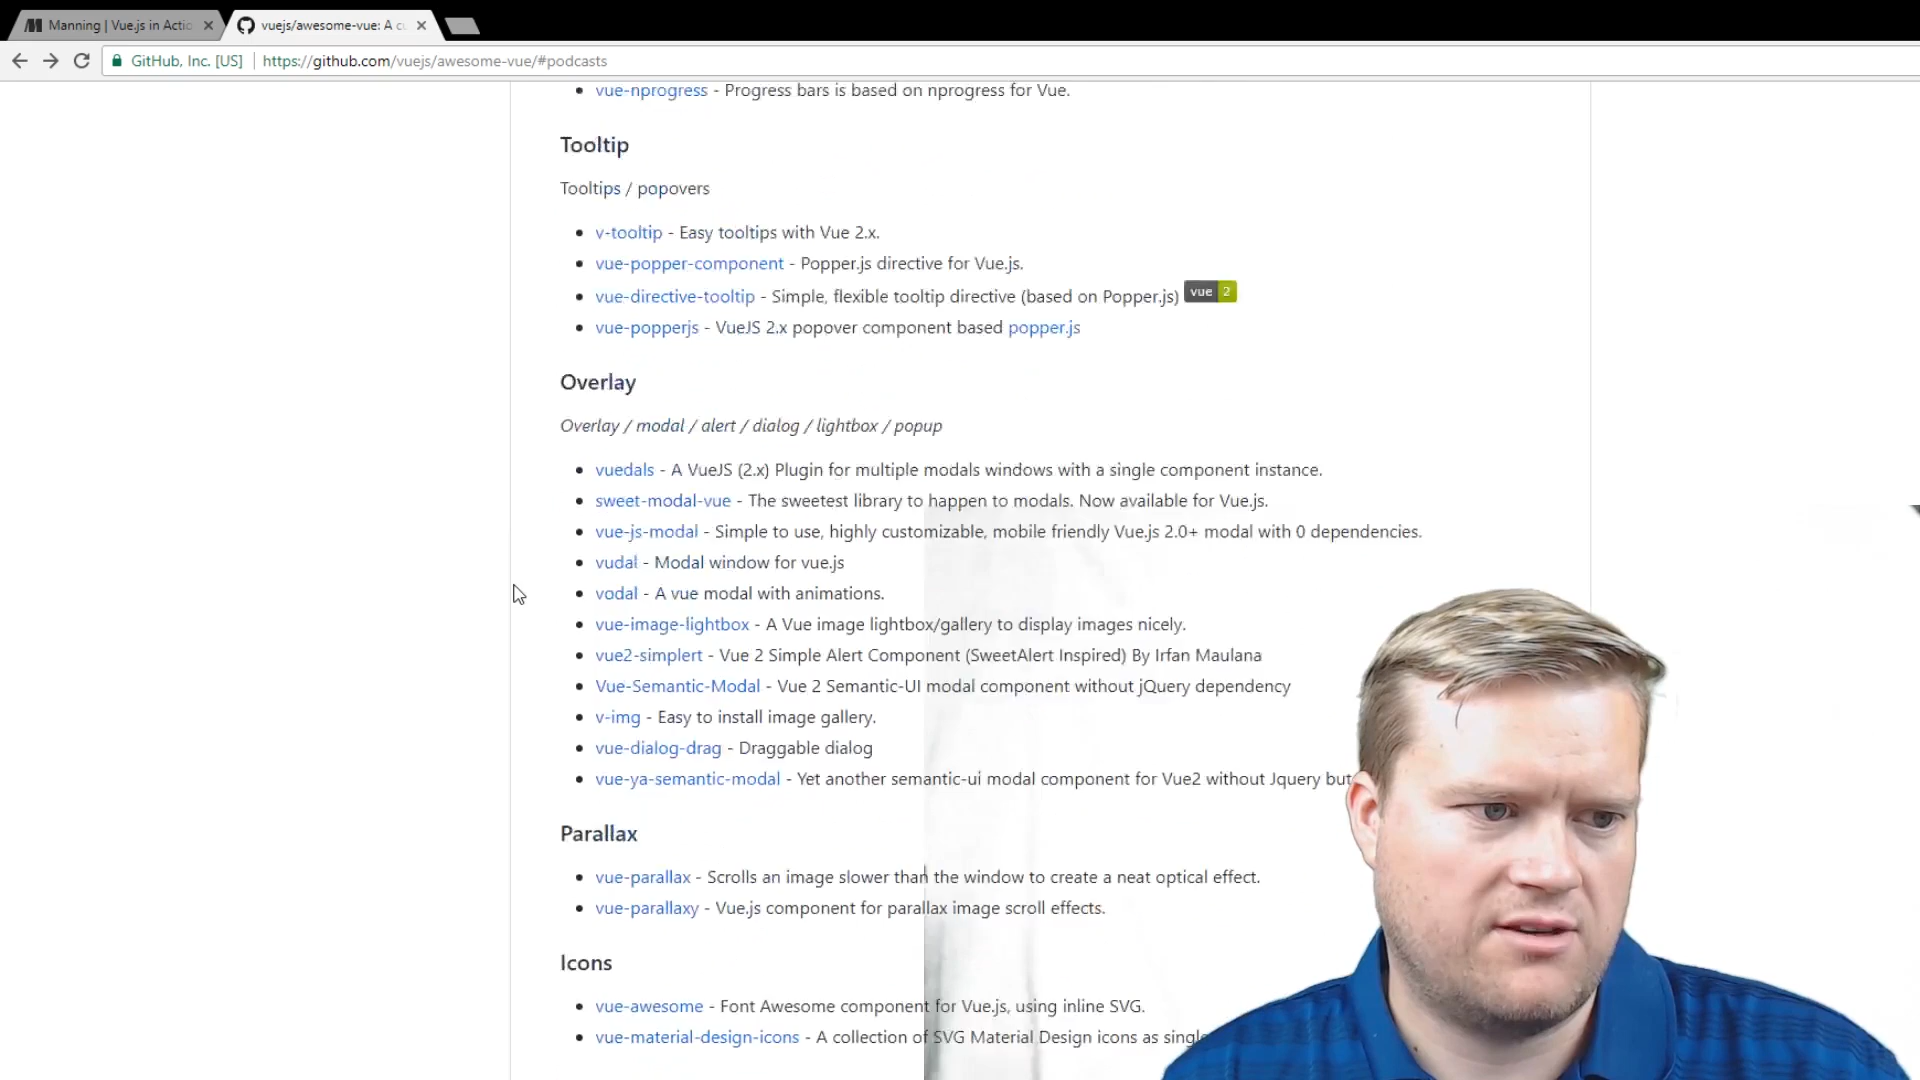 Manning | Vue.js in Actio
vuejs/awesome-vue: A cu
GitHub, Inc. [US] | https://github.com/vuejs/awesome-vue/#podcasts
vue-nprogress - Progress bars is based on nprogress for Vue.
Tooltip
Tooltips / popovers
v-tooltip - Easy tooltips with Vue 2.x.
vue-popper-component - Popper.js directive for Vue.js.
vue-directive-tooltip - Simple, flexible tooltip directive (based on Popper.js) vue 2
vue-popperjs - VueJS 2.x popover component based popper.js
Overlay
Overlay / modal / alert / dialog / lightbox / popup
vuedals - A VueJS (2.x) Plugin for multiple modals windows with a single component instance.
sweet-modal-vue - The sweetest library to happen to modals. Now available for Vue.js.
vue-js-modal - Simple to use, highly customizable, mobile friendly Vue.js 2.0+ modal with 0 dependencies.
vudal - Modal window for vue.js
vodal - A vue modal with animations.
vue-image-lightbox - A Vue image lightbox/gallery to display images nicely.
vue2-simplert - Vue 2 Simple Alert Component (SweetAlert Inspired) By Irfan Maulana
Vue-Semantic-Modal - Vue 2 Semantic-UI modal component without jQuery dependency
v-img - Easy to install image gallery.
vue-dialog-drag - Draggable dialog
vue-ya-semantic-modal - Yet another semantic-ui modal component for Vue2 without Jquery but
Parallax
vue-parallax - Scrolls an image slower than the window to create a neat optical effect.
vue-parallaxy - Vue.js component for parallax image scroll effects.
Icons
vue-awesome - Font Awesome component for Vue.js, using inline SVG.
vue-material-design-icons - A collection of SVG Material Design icons as single